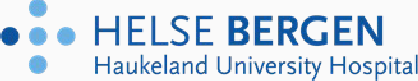 HELSE BERGEN
Haukeland University Hospital